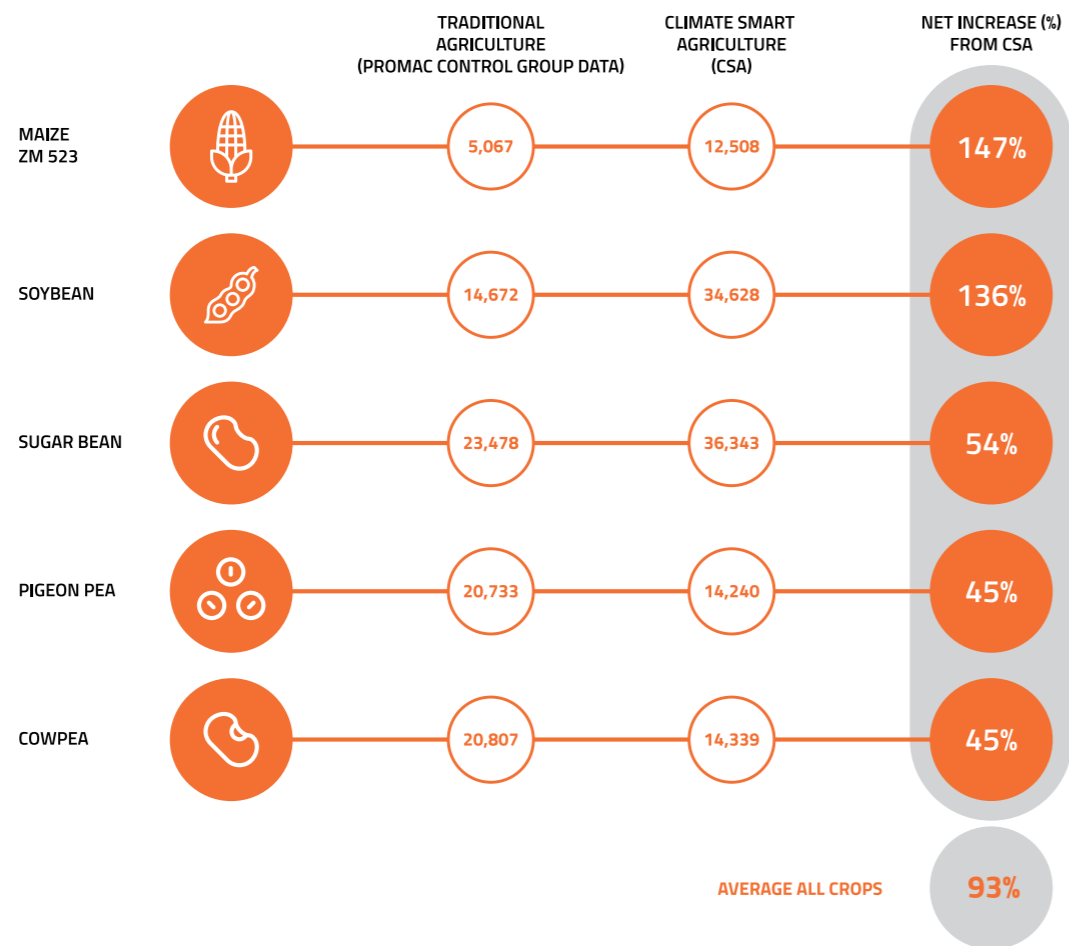 TRADITIONAL
AGRICULTURE
(PROMAC CONTROL GROUP DATA)
CLIMATE SMART
AGRICULTURE
(CSA)
NET INCREASE (%)
FROM CSA
MAIZE
ZM 523
5,067
12,508
147%
SOYBEAN
14,672
34,628
136%
SUGAR BEAN
23,478
36,343
54%
PIGEON PEA
20,733
14,240
45%
COWPEA
20,807
14,339
45%
AVERAGE ALL CROPS
93%